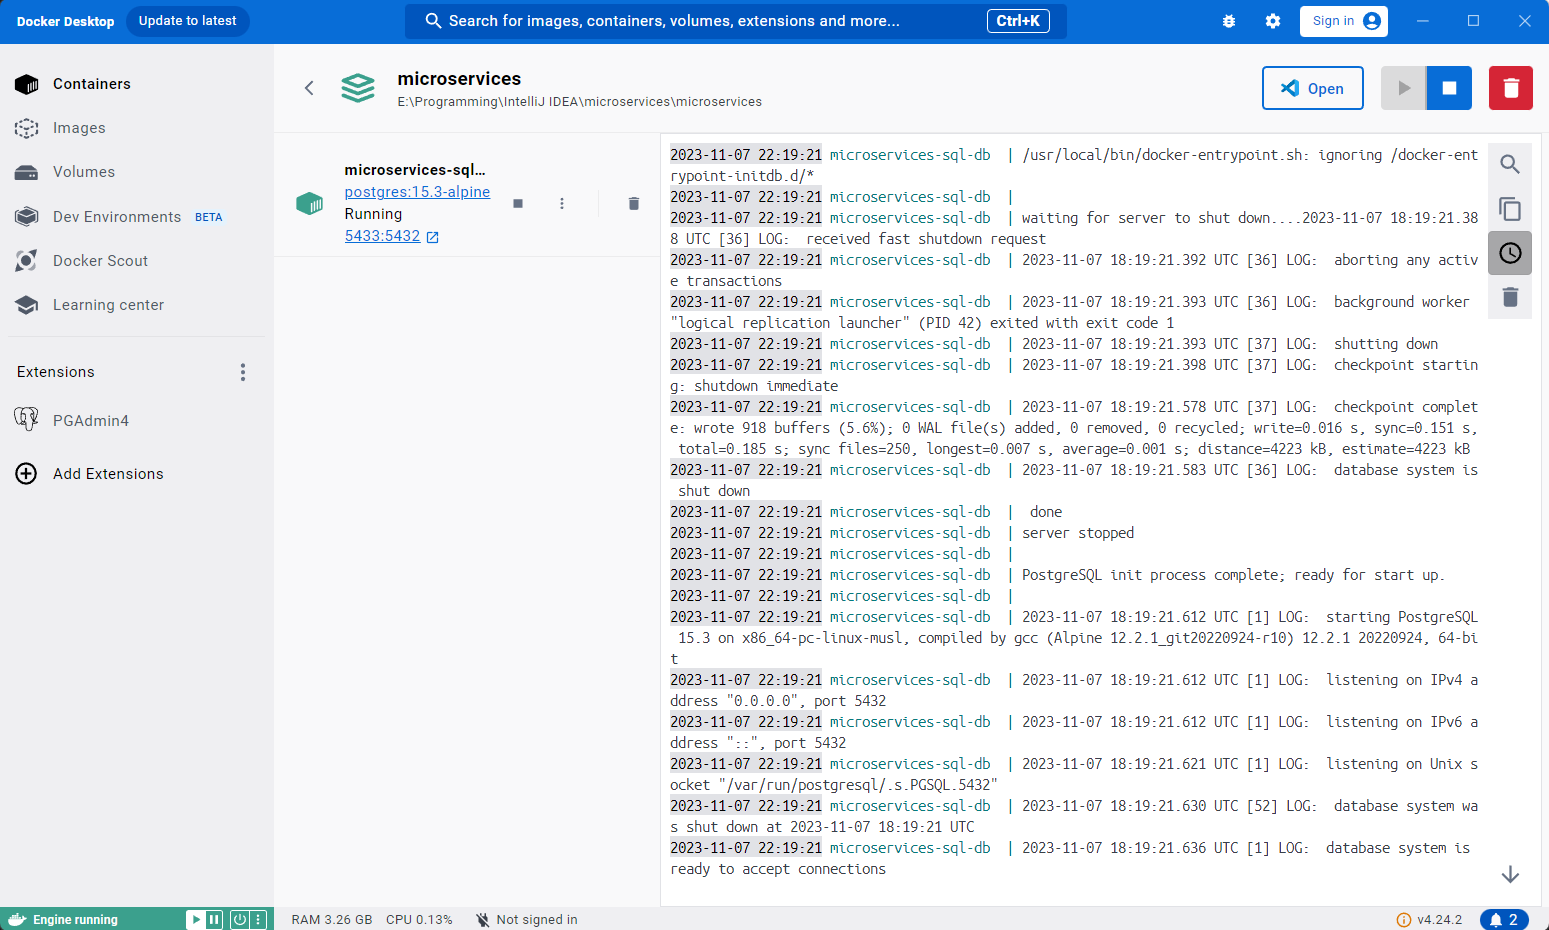 Docker Desktop
Update to latest
Search for images, containers, volumes, extensions and more...
Ctrl+K
Sign in
Containers
Images
Volumes
Dev Environments BETA
Docker Scout
Learning center
Extensions
PGAdmin4
Add Extensions
microservices
E:\Programming\IntelliJ IDEA\microservices\microservices
Open
microservices-sql...
postgres:15.3-alpine
Running
5433:5432
2023-11-07 22:19:21 microservices-sql-db | /usr/local/bin/docker-entrypoint.sh: ignoring /docker-ent
rypoint-initdb.d/*
2023-11-07 22:19:21 microservices-sql-db |
2023-11-07 22:19:21 microservices-sql-db | waiting for server to shut down....2023-11-07 18:19:21.38
8 UTC [36] LOG:  received fast shutdown request
2023-11-07 22:19:21 microservices-sql-db | 2023-11-07 18:19:21.392 UTC [36] LOG:  aborting any activ
e transactions
2023-11-07 22:19:21 microservices-sql-db | 2023-11-07 18:19:21.393 UTC [36] LOG:  background worker
"logical replication launcher" (PID 42) exited with exit code 1
2023-11-07 22:19:21 microservices-sql-db | 2023-11-07 18:19:21.393 UTC [37] LOG:  shutting down
2023-11-07 22:19:21 microservices-sql-db | 2023-11-07 18:19:21.398 UTC [37] LOG:  checkpoint startin
g: shutdown immediate
2023-11-07 22:19:21 microservices-sql-db | 2023-11-07 18:19:21.578 UTC [37] LOG:  checkpoint complet
e: wrote 918 buffers (5.6%); 0 WAL file(s) added, 0 removed, 0 recycled; write=0.016 s, sync=0.151 s,
total=0.185 s; sync files=250, longest=0.007 s, average=0.001 s; distance=4223 kB, estimate=4223 kB
2023-11-07 22:19:21 microservices-sql-db | 2023-11-07 18:19:21.583 UTC [36] LOG:  database system is
shut down
2023-11-07 22:19:21 microservices-sql-db |  done
2023-11-07 22:19:21 microservices-sql-db | server stopped
2023-11-07 22:19:21 microservices-sql-db |
2023-11-07 22:19:21 microservices-sql-db | PostgreSQL init process complete; ready for start up.
2023-11-07 22:19:21 microservices-sql-db |
2023-11-07 22:19:21 microservices-sql-db | 2023-11-07 18:19:21.612 UTC [1] LOG:  starting PostgreSQL
15.3 on x86_64-pc-linux-musl, compiled by gcc (Alpine 12.2.1_git20220924-r10) 12.2.1 20220924, 64-bi
t
2023-11-07 22:19:21 microservices-sql-db | 2023-11-07 18:19:21.612 UTC [1] LOG:  listening on IPv4 a
ddress "0.0.0.0", port 5432
2023-11-07 22:19:21 microservices-sql-db | 2023-11-07 18:19:21.612 UTC [1] LOG:  listening on IPv6 a
ddress "::", port 5432
2023-11-07 22:19:21 microservices-sql-db | 2023-11-07 18:19:21.621 UTC [1] LOG:  listening on Unix s
ocket "/var/run/postgresql/.s.PGSQL.5432"
2023-11-07 22:19:21 microservices-sql-db | 2023-11-07 18:19:21.630 UTC [52] LOG:  database system wa
s shut down at 2023-11-07 18:19:21 UTC
2023-11-07 22:19:21 microservices-sql-db | 2023-11-07 18:19:21.636 UTC [1] LOG:  database system is
ready to accept connections
Engine running
RAM 3.26 GB CPU 0.13% Not signed in
v4.24.2
2